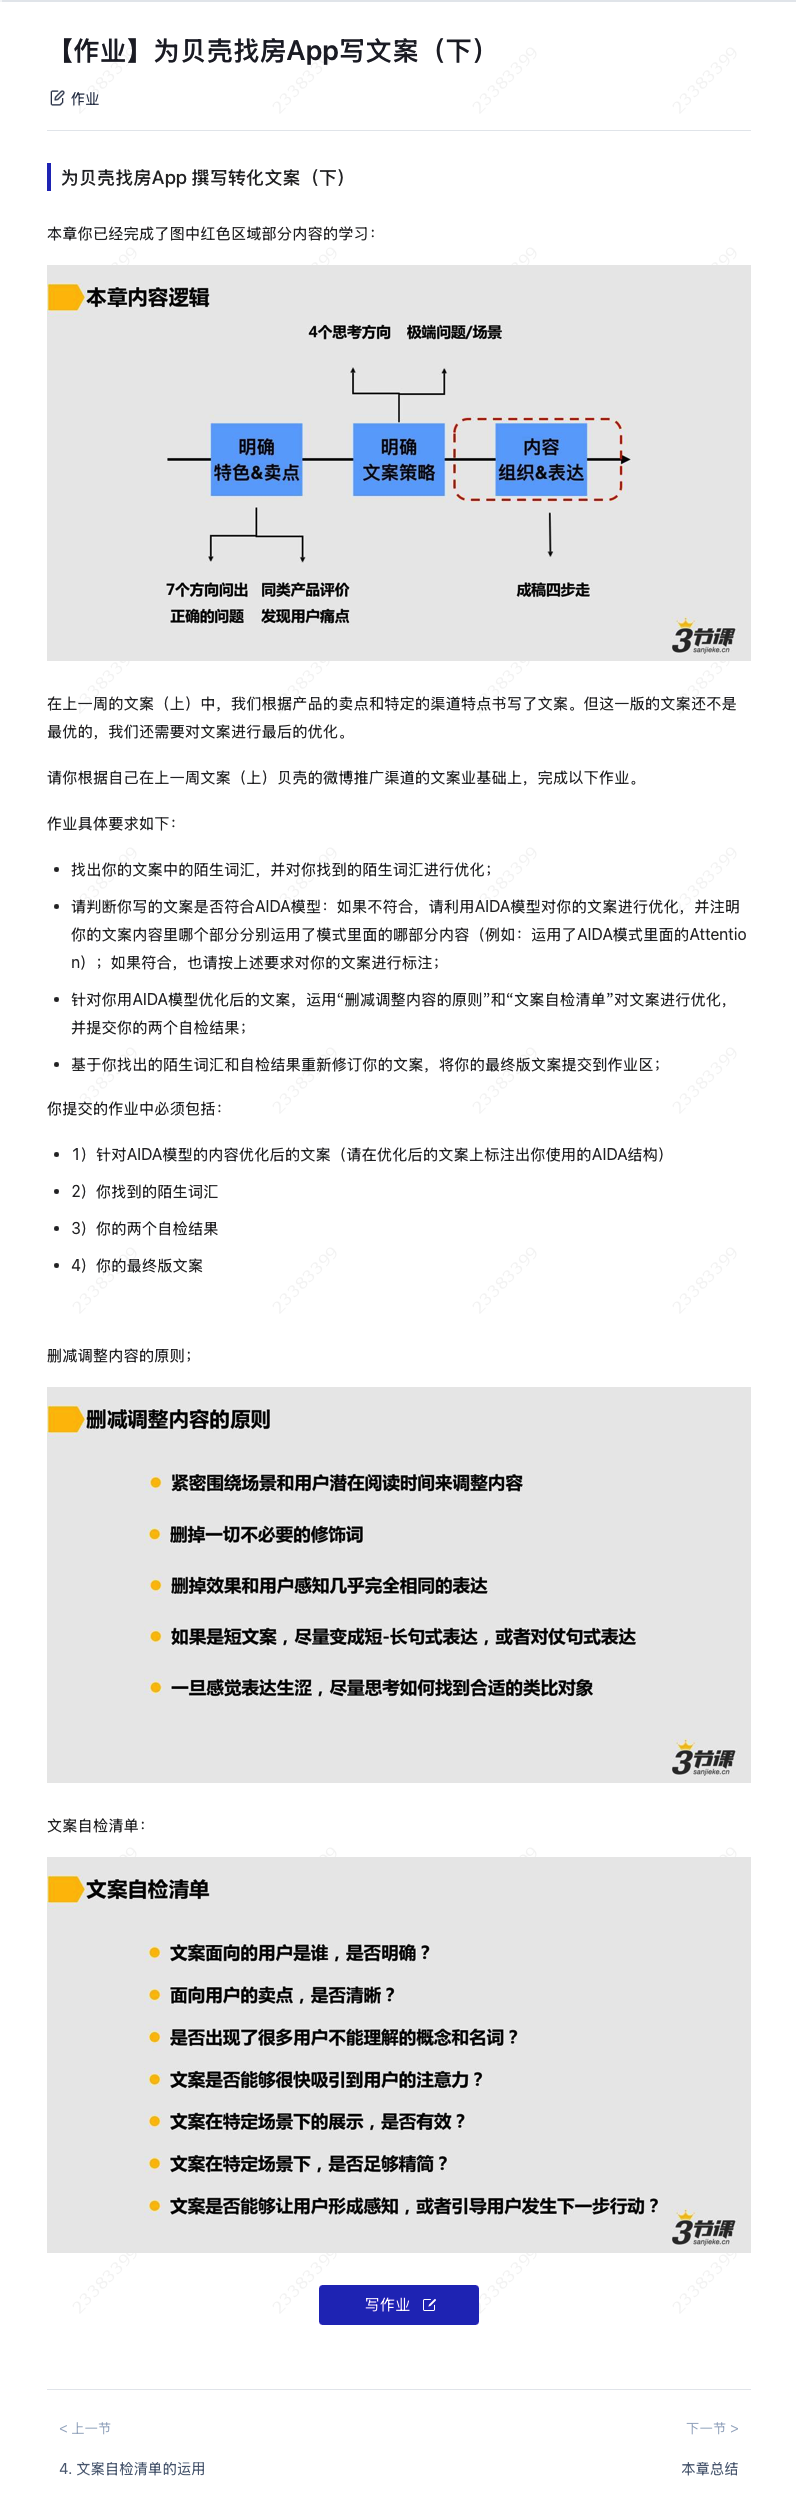 【作业】为贝壳找房App写文案（下）
作业
为贝壳找房App 撰写转化文案（下）
本章你已经完成了图中红色区域部分内容的学习：
本章内容逻辑
4个思考方向 极端问题/场景
明确
特色&卖点
明确
文案策略
内容
组织&表达
7个方向问出
正确的问题
同类产品评价
发现用户痛点
成稿四步走
3节课
sanjieke.cn
在上一周的文案（上）中，我们根据产品的卖点和特定的渠道特点书写了文案。但这一版的文案还不是
最优的，我们还需要对文案进行最后的优化。
请你根据自己在上一周文案（上）贝壳的微博推广渠道的文案业基础上，完成以下作业。
作业具体要求如下：
• 找出你的文案中的陌生词汇，并对你找到的陌生词汇进行优化；
• 请判断你写的文案是否符合AIDA模型：如果不符合，请利用AIDA模型对你的文案进行优化，并注明
你的文案内容里哪个部分分别运用了模式里面的哪部分内容（例如：运用了AIDA模式里面的Attentio
n）；如果符合，也请按上述要求对你的文案进行标注；
• 针对你用AIDA模型优化后的文案，运用“删减调整内容的原则”和“文案自检清单”对文案进行优化，
并提交你的两个自检结果；
• 基于你找出的陌生词汇和自检结果重新修订你的文案，将你的最终版文案提交到作业区；
你提交的作业中必须包括：
• 1）针对AIDA模型的内容优化后的文案（请在优化后的文案上标注出你使用的AIDA结构）
• 2）你找到的陌生词汇
• 3）你的两个自检结果
• 4）你的最终版文案
删减调整内容的原则；
删减调整内容的原则
• 紧密围绕场景和用户潜在阅读时间来调整内容
• 删掉一切不必要的修饰词
• 删掉效果和用户感知几乎完全相同的表达
• 如果是短文案，尽量变成短-长句式表达，或者对仗句式表达
• 一旦感觉表达生涩，尽量思考如何找到合适的类比对象
3节课
sanjieke.cn
文案自检清单：
文案自检清单
• 文案面向的用户是谁，是否明确？
• 面向用户的卖点，是否清晰？
• 是否出现了很多用户不能理解的概念和名词？
• 文案是否能够很快吸引到用户的注意力？
• 文案在特定场景下的展示，是否有效？
• 文案在特定场景下，是否足够精简？
• 文案是否能够让用户形成感知，或者引导用户发生下一步行动？
3节课
sanjieke.cn
写作业
< 上一节
下一节 >
4. 文案自检清单的运用
本章总结
23383399